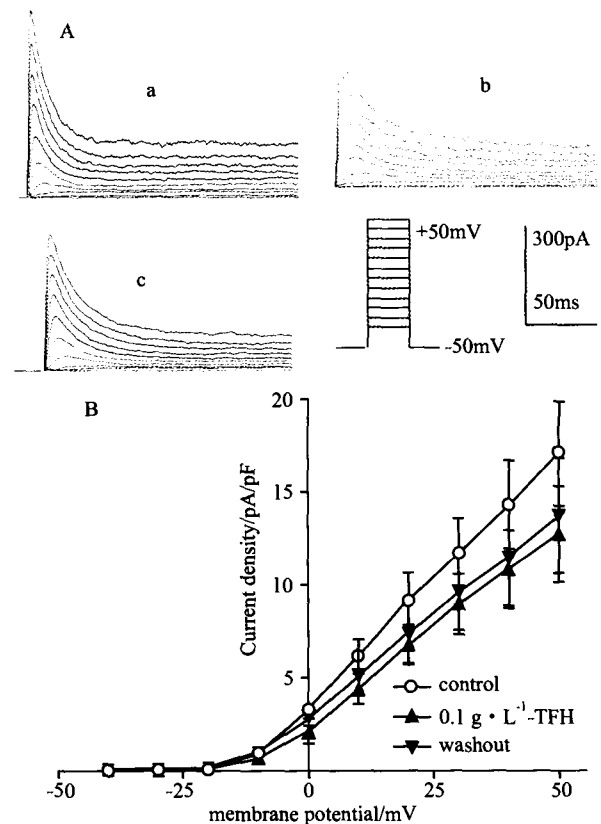 A
a
b
+50mV
-50mV
300pA
50ms
c
B
Current density/pA/pF
20
15
10
5
-50
-25
0
25
50
control
0.1 g · L⁻¹-TFH
washout
membrane potential/mV